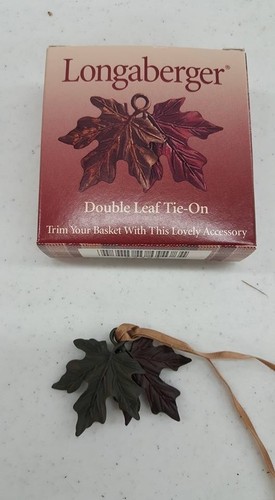 Longaberger®
Double Leaf Tie-On
Trim Your Basket With This Lovely Accessory